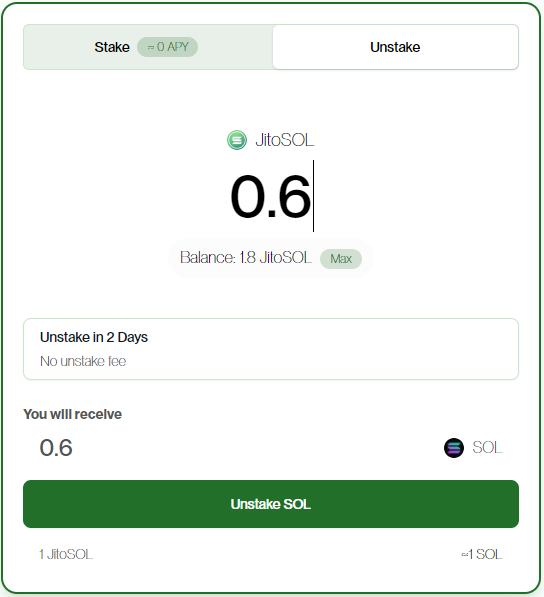 Stake ≈ 0 APY Unstake
JitoSOL
0.6
Balance: 1.8 JitoSOL Max
Unstake in 2 Days
No unstake fee
You will receive
0.6 SOL
Unstake SOL
1 JitoSOL ≈1 SOL